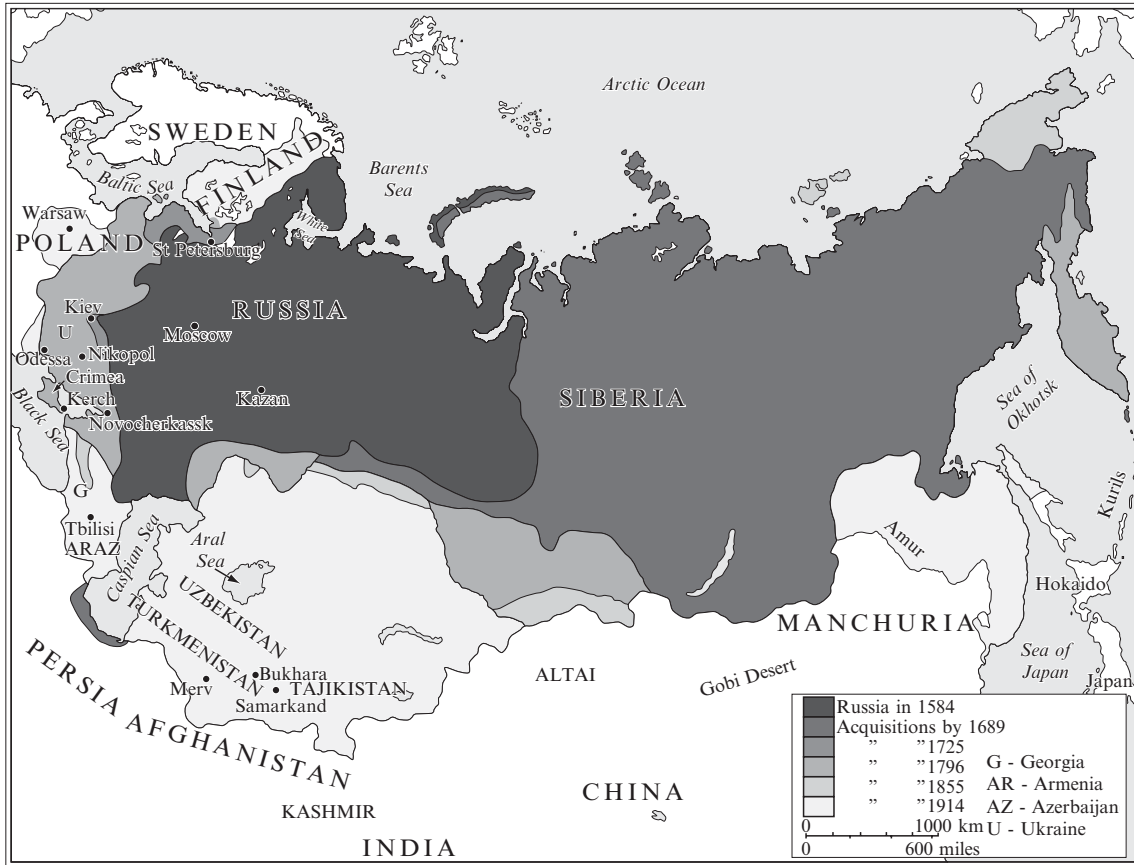 Arctic Ocean
SWEDEN
FINLAND
Barents
Sea
Baltic Sea
White
Sea
Warsaw
POLAND
St Petersburg
RUSSIA
Kiev
U
Moscow
Odessa
Nikopol
Crimea
Kerch
Kazan
Novocherkassk
Black Sea
SIBERIA
Sea of
Okhotsk
Kurils
G
Tbilisi
ARAZ
Caspian Sea
Aral
Sea
UZBEKISTAN
TURKMENISTAN
Bukhara
Merv
TAJIKISTAN
Samarkand
Amur
Hokaido
MANCHURIA
Sea of
Japan
Japan
ALTAI
Gobi Desert
PERSIA
AFGHANISTAN
KASHMIR
CHINA
INDIA
Russia in 1584
Acquisitions by 1689
” ”1725
” ”1796
” ”1855
” ”1914
G - Georgia
AR - Armenia
AZ - Azerbaijan
U - Ukraine
0 1000 km
0 600 miles